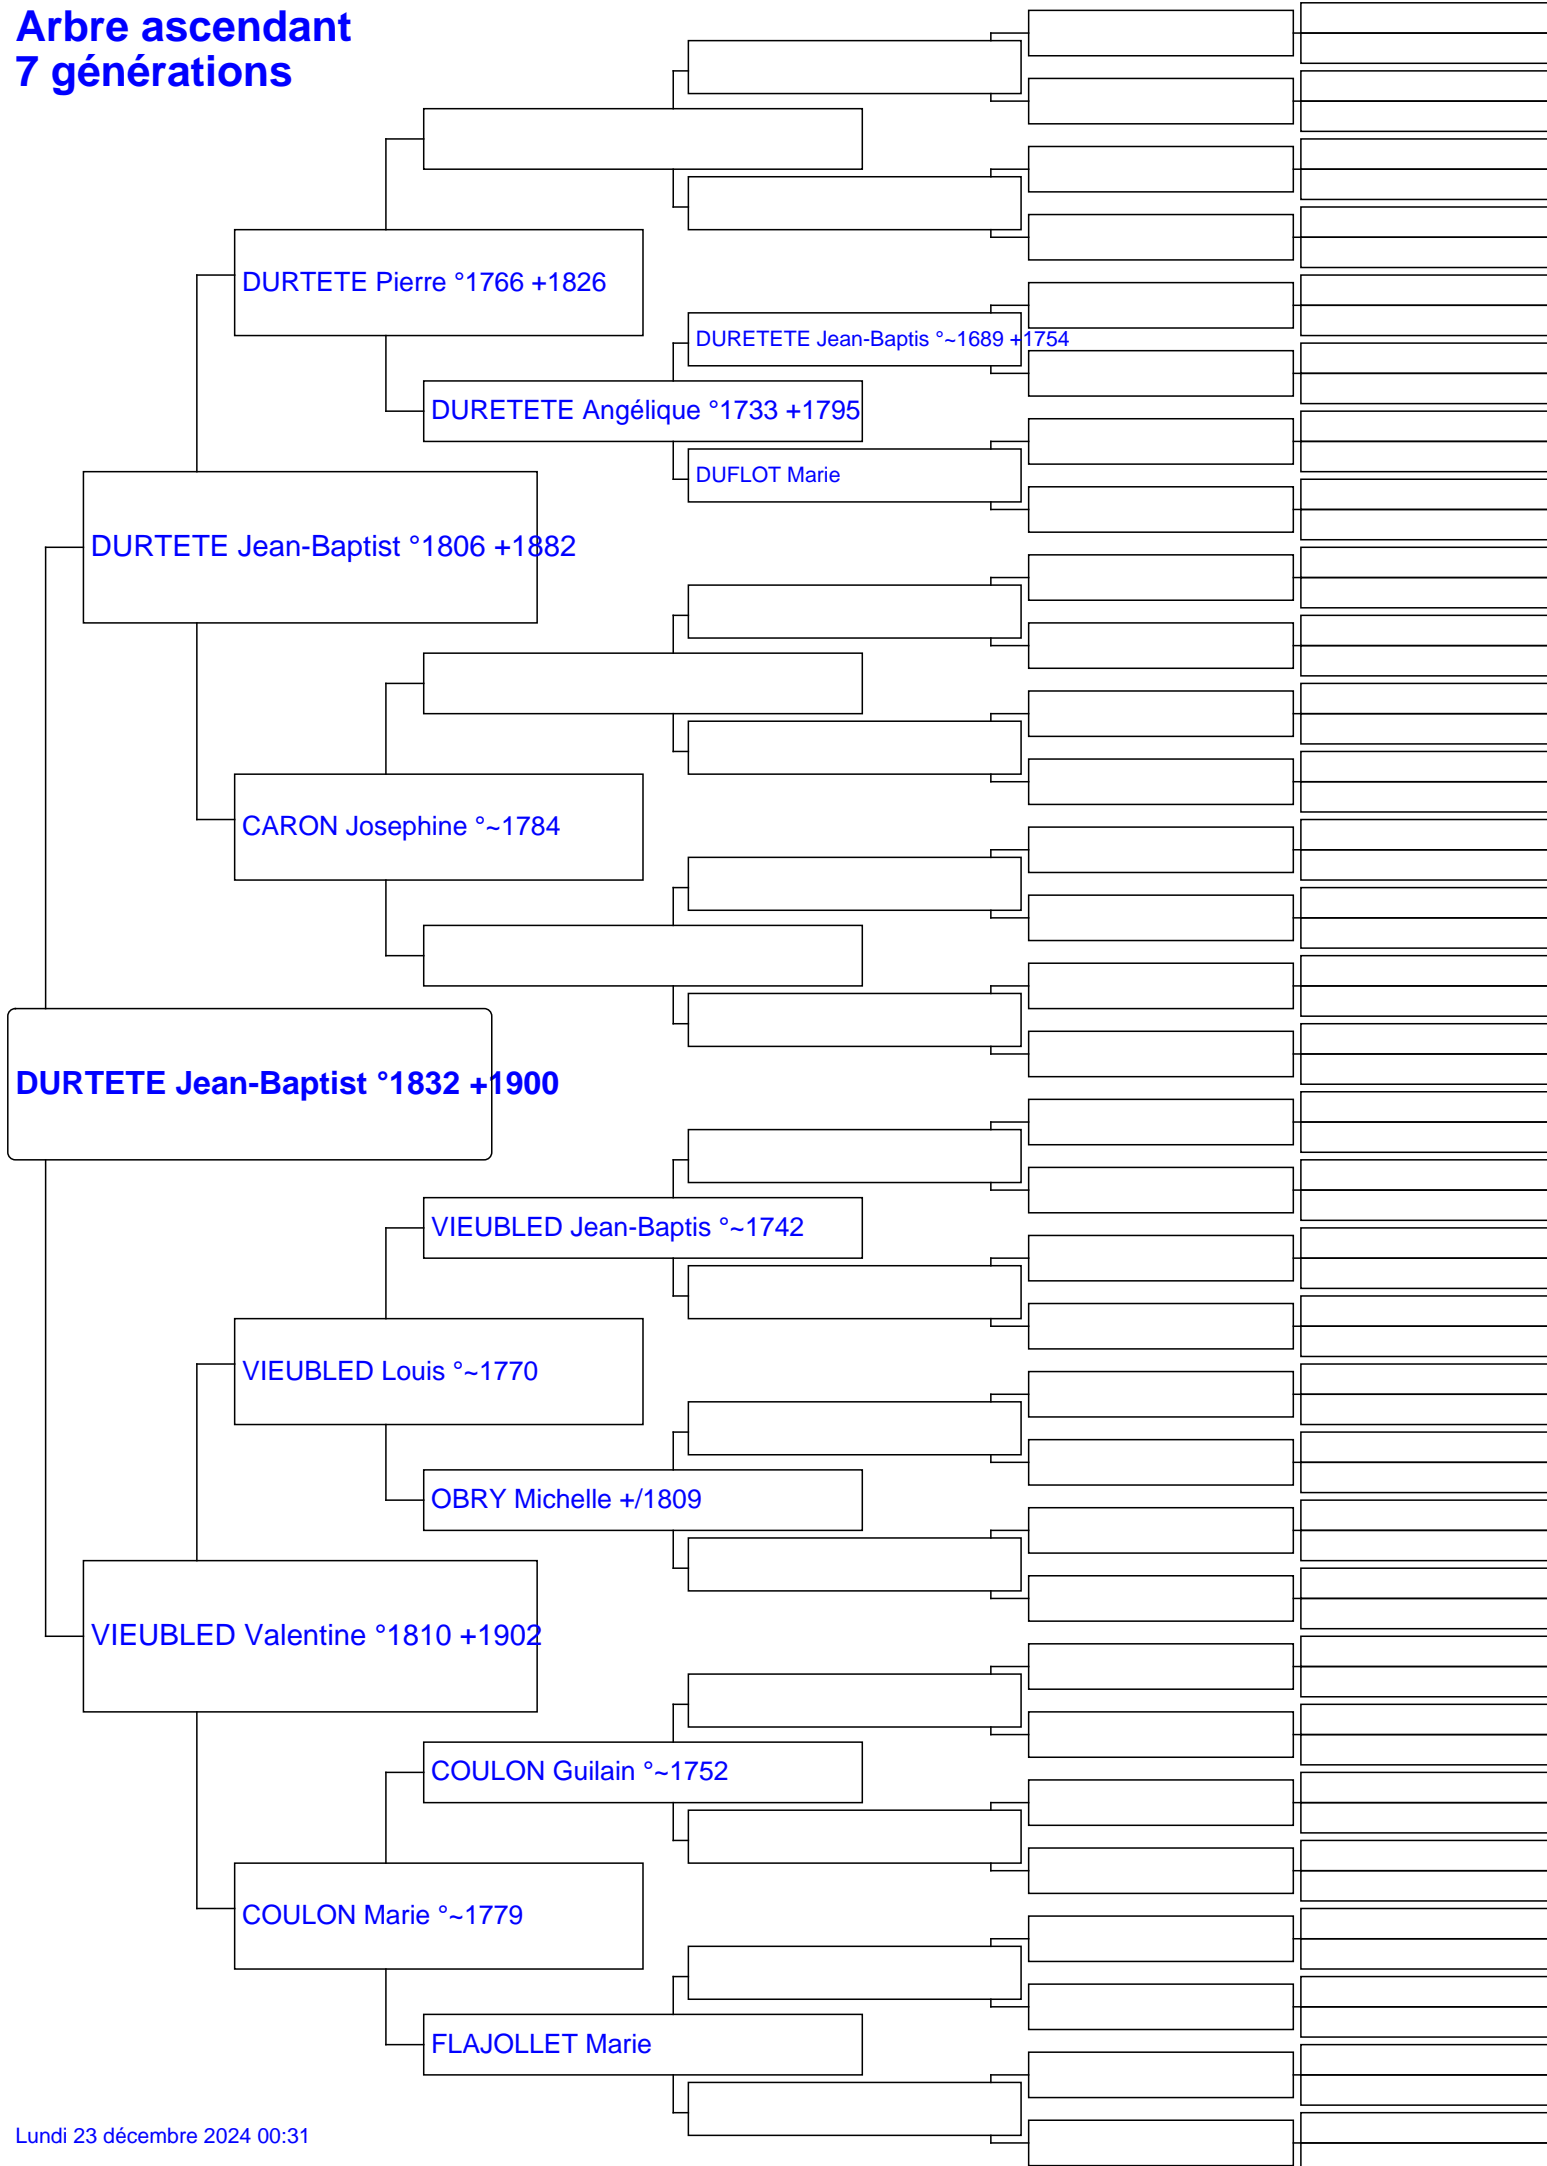 Arbre ascendant
7 générations
DURTETE Pierre °1766 +1826
DURETETE Jean-Baptis °~1689 +1754
DURETETE Angélique °1733 +1795
DUFLOT Marie
DURTETE Jean-Baptist °1806 +1882
CARON Josephine °~1784
DURTETE Jean-Baptist °1832 +1900
VIEUBLED Jean-Baptis °~1742
VIEUBLED Louis °~1770
OBRY Michelle +/1809
VIEUBLED Valentine °1810 +1902
COULON Guilain °~1752
COULON Marie °~1779
FLAJOLLET Marie
Lundi 23 décembre 2024 00:31